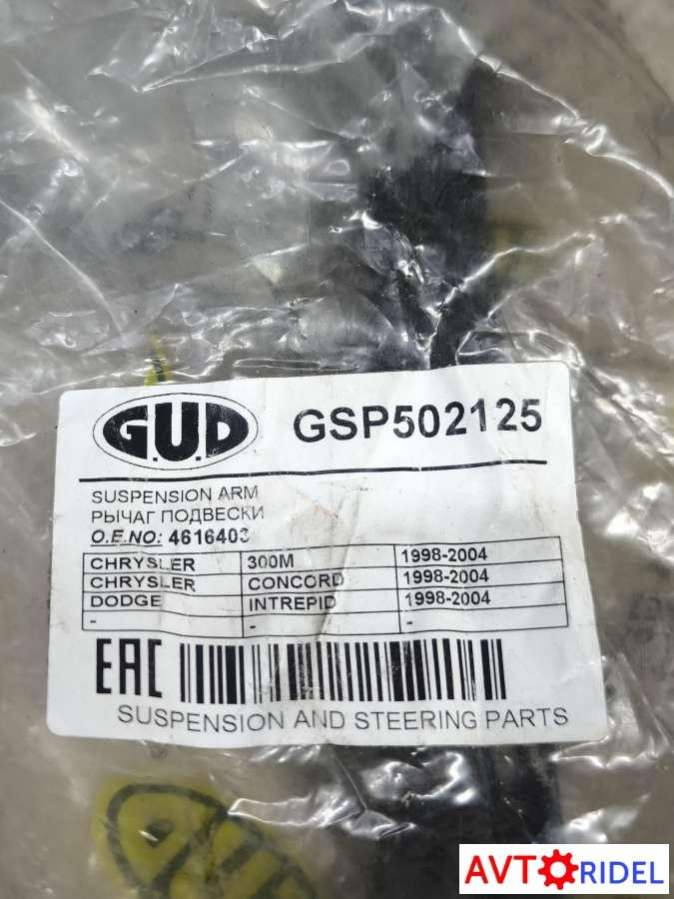 G.U.D GSP502125
SUSPENSION ARM
РЫЧАГ ПОДВЕСКИ
O.E.NO: 4616403
CHRYSLER 300M 1998-2004
CHRYSLER CONCORD 1998-2004
DODGE INTREPID 1998-2004
- - -
EAC
SUSPENSION AND STEERING PARTS
AVTORIDEL